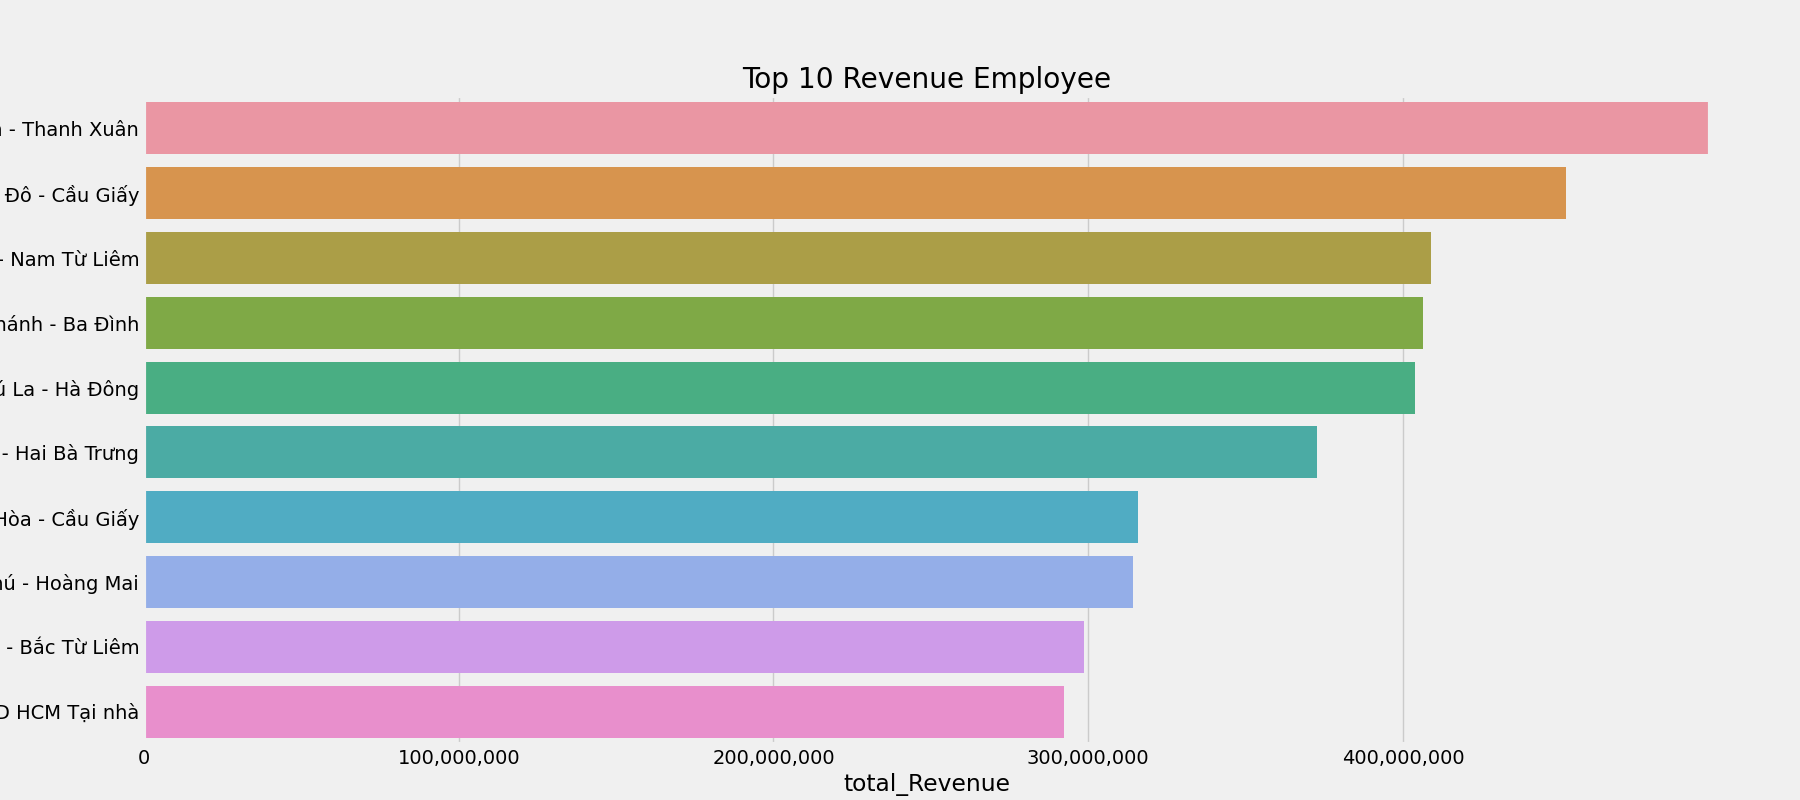 Top 10 Revenue Employee
- Thanh Xuân
Đô - Cầu Giấy
- Nam Từ Liêm
- Ba Đình
La - Hà Đông
- Hai Bà Trưng
Hòa - Cầu Giấy
- Hoàng Mai
- Bắc Từ Liêm
HCM Tại nhà
0
100,000,000
200,000,000
300,000,000
400,000,000
total_Revenue